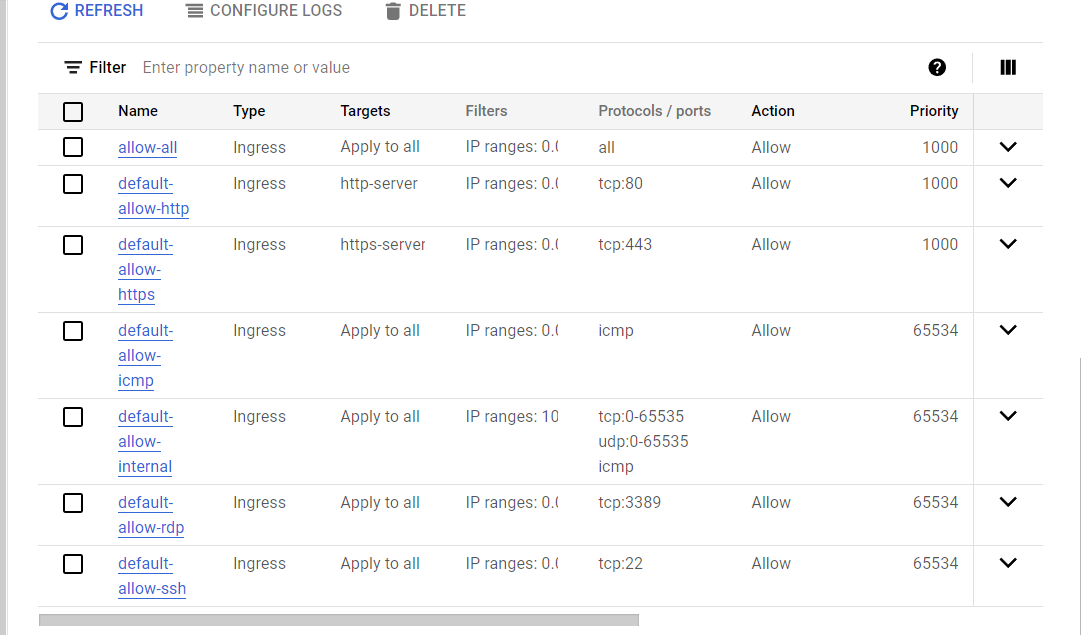 REFRESH CONFIGURE LOGS DELETE
Filter Enter property name or value
Name Type Targets Filters Protocols / ports Action Priority
allow-all Ingress Apply to all IP ranges: 0.0 all Allow 1000
default- Ingress http-server IP ranges: 0.0 tcp:80 Allow 1000
allow-http
default- Ingress https-server IP ranges: 0.0 tcp:443 Allow 1000
allow-
https
default- Ingress Apply to all IP ranges: 0.0 icmp Allow 65534
allow-
icmp
default- Ingress Apply to all IP ranges: 10 tcp:0-65535 Allow 65534
allow- udp:0-65535
internal icmp
default- Ingress Apply to all IP ranges: 0.0 tcp:3389 Allow 65534
allow-rdp
default- Ingress Apply to all IP ranges: 0.0 tcp:22 Allow 65534
allow-ssh